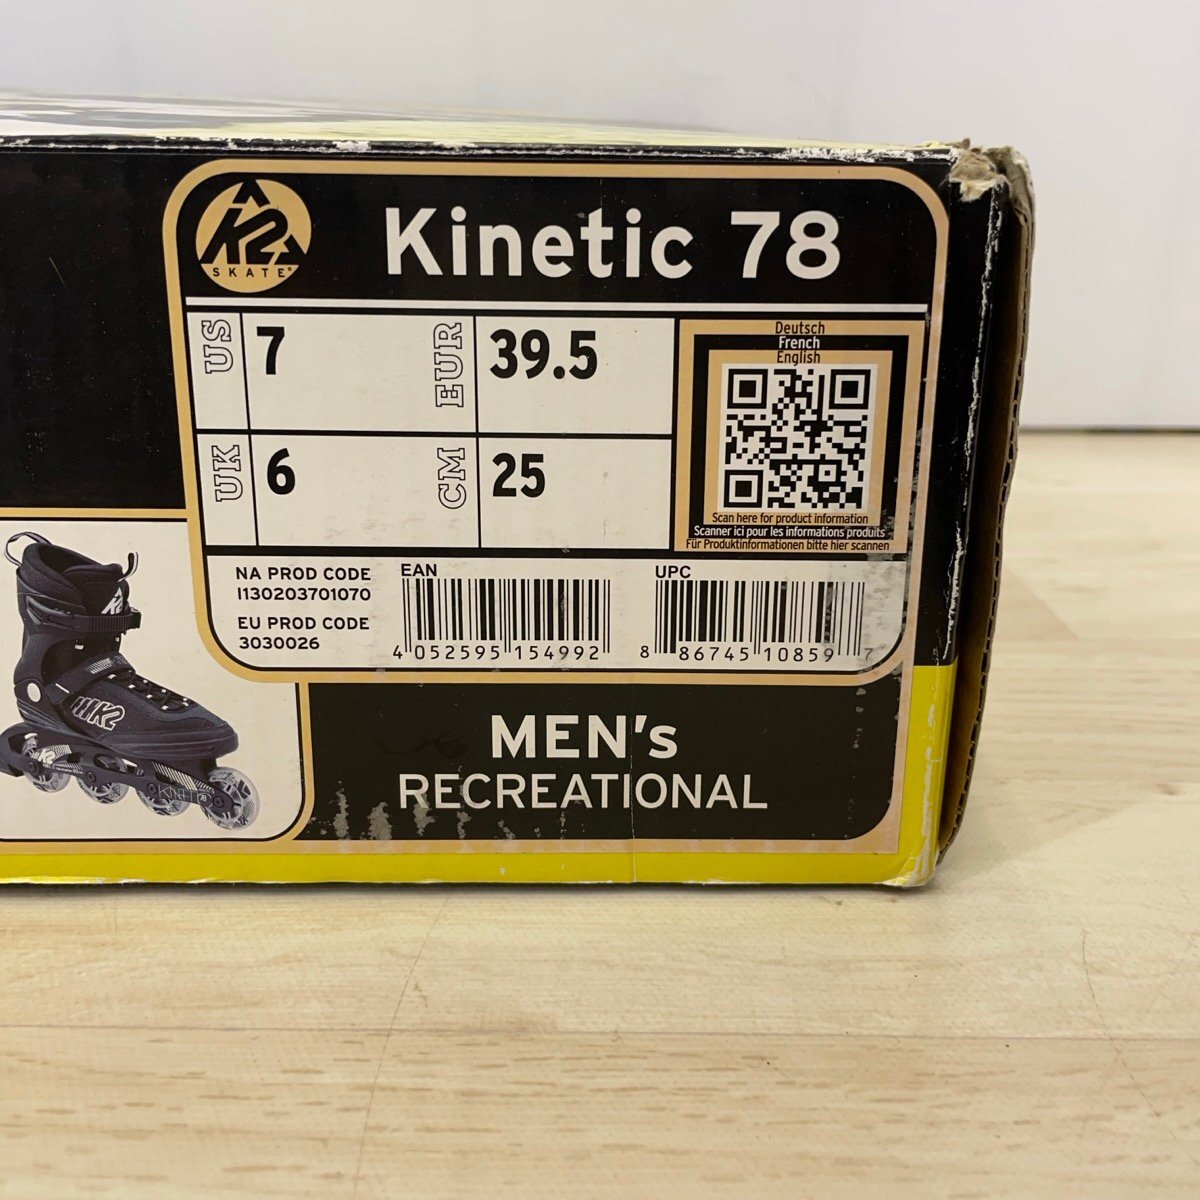 K2
SKATE
Kinetic 78
US 7 EUR 39.5
UK 6 CM 25
Deutsch
French
English
Scan here for product information
Scanner ici pour les informations produits
Für Produktinformationen bitte hier scannen
NA PROD CODE
I130203701070
EU PROD CODE
3030026
EAN
4 052595 154992
UPC
8 86745 10859 7
K2
K2
MEN's
RECREATIONAL